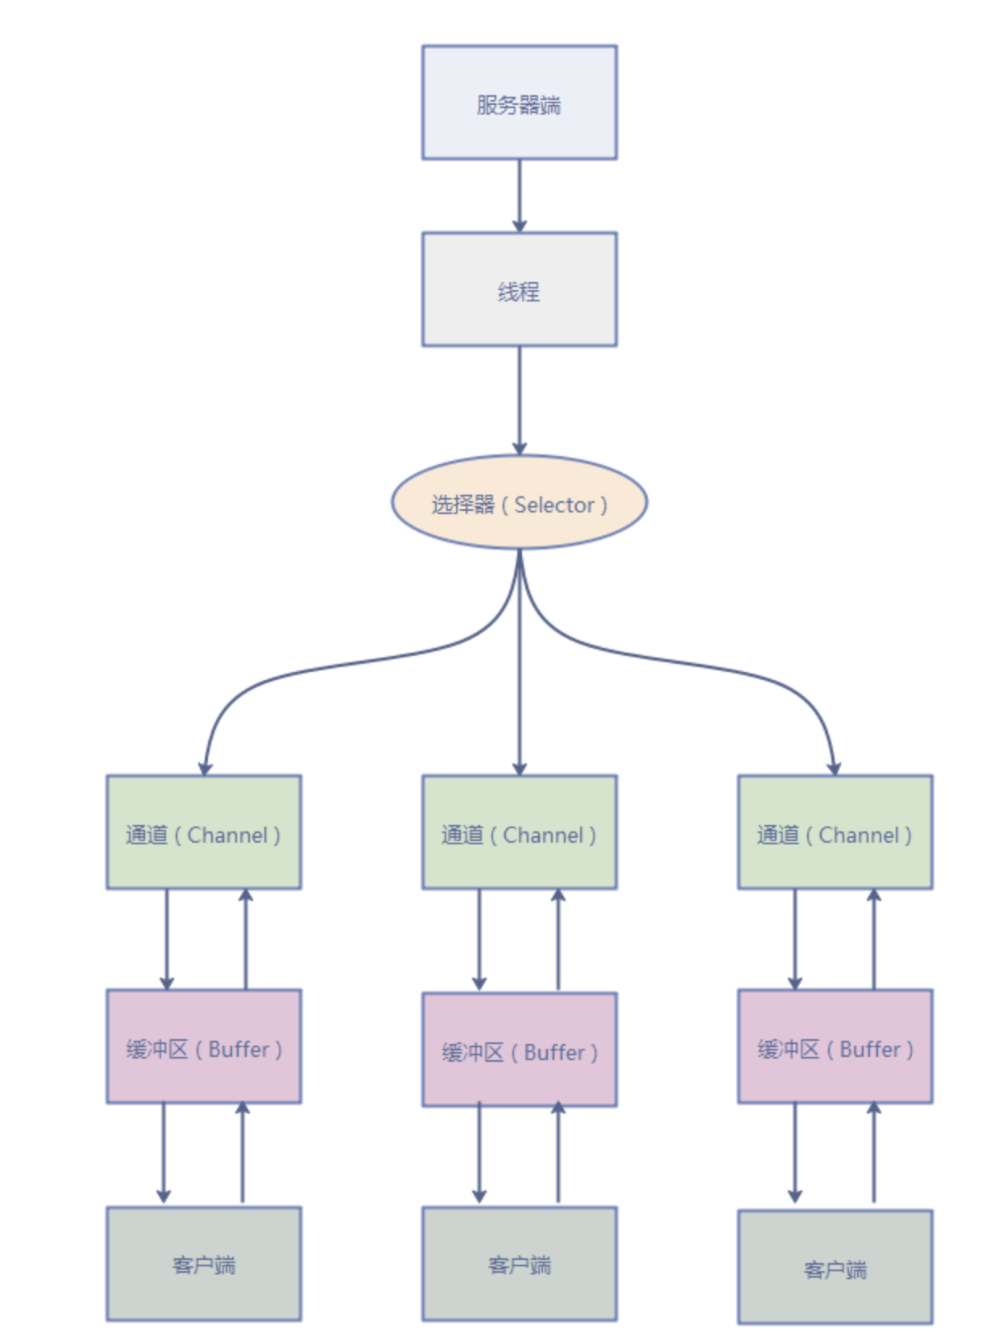 服务器端
线程
选择器 ( Selector )
通道 ( Channel )
通道 ( Channel )
通道 ( Channel )
缓冲区 ( Buffer )
缓冲区 ( Buffer )
缓冲区 ( Buffer )
客户端
客户端
客户端